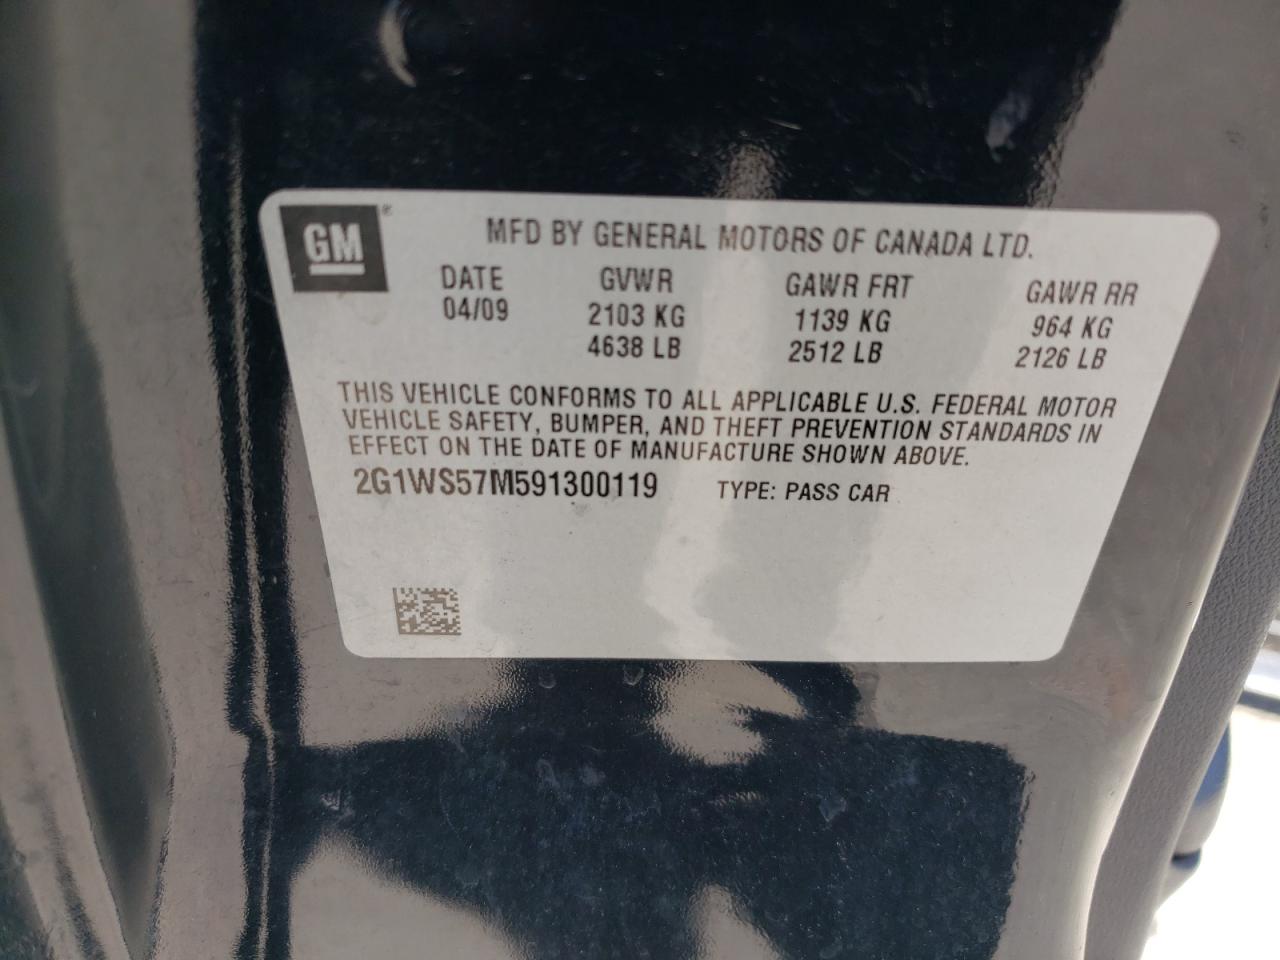 GM®
MFD BY GENERAL MOTORS OF CANADA LTD.
DATE GVWR GAWR FRT GAWR RR
04/09 2103 KG 1139 KG 964 KG
4638 LB 2512 LB 2126 LB
THIS VEHICLE CONFORMS TO ALL APPLICABLE U.S. FEDERAL MOTOR
VEHICLE SAFETY, BUMPER, AND THEFT PREVENTION STANDARDS IN
EFFECT ON THE DATE OF MANUFACTURE SHOWN ABOVE.
2G1WS57M591300119 TYPE: PASS CAR